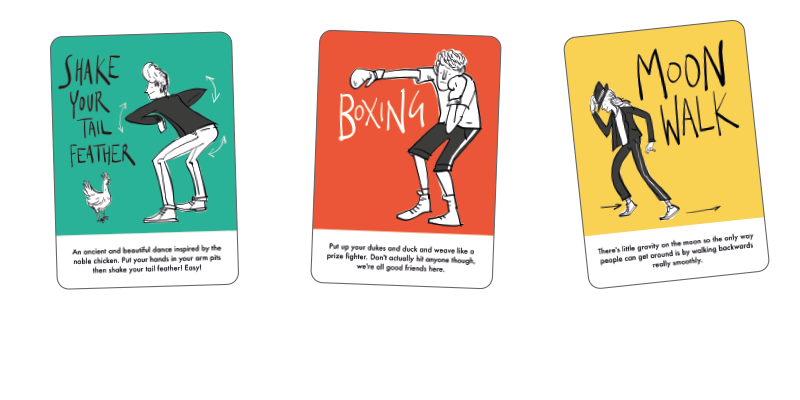 SHAKE
YOUR
TAIL
FEATHER
An ancient and beautiful dance inspired by the
noble chicken. Put your hands in your arm pits
then shake your tail feather! Easy!
BOXING
Put up your dukes and duck and weave like a
prize fighter. Don't actually hit anyone though,
we're all good friends here.
MOON
WALK
There's little gravity on the moon so the only way
people can get around is by walking backwards
really smoothly.